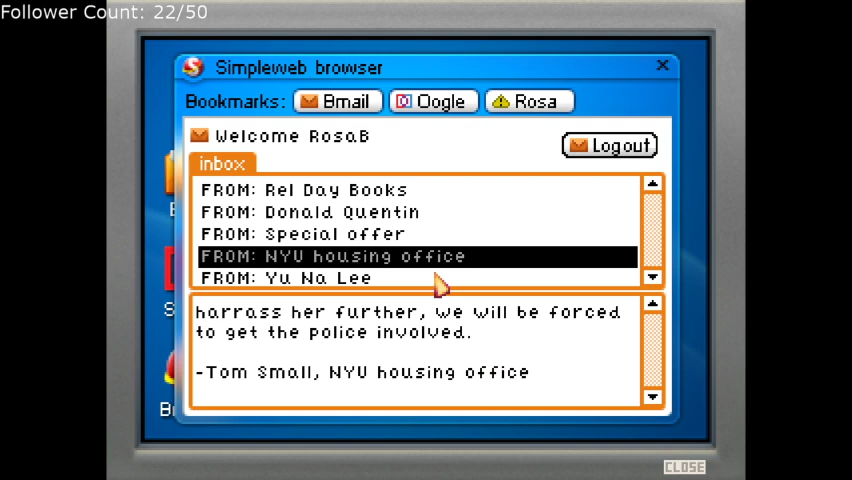 Follower Count: 22/50
Simpleweb browser
Bookmarks: Bmail Oogle Rosa
Welcome RosaB
Logout
inbox
FROM: Rel Day Books
FROM: Donald Quentin
FROM: Special offer
FROM: NYU housing office
FROM: Yu Na Lee
harrass her further, we will be forced
to get the police involved.
-Tom Small, NYU housing office
CLOSE